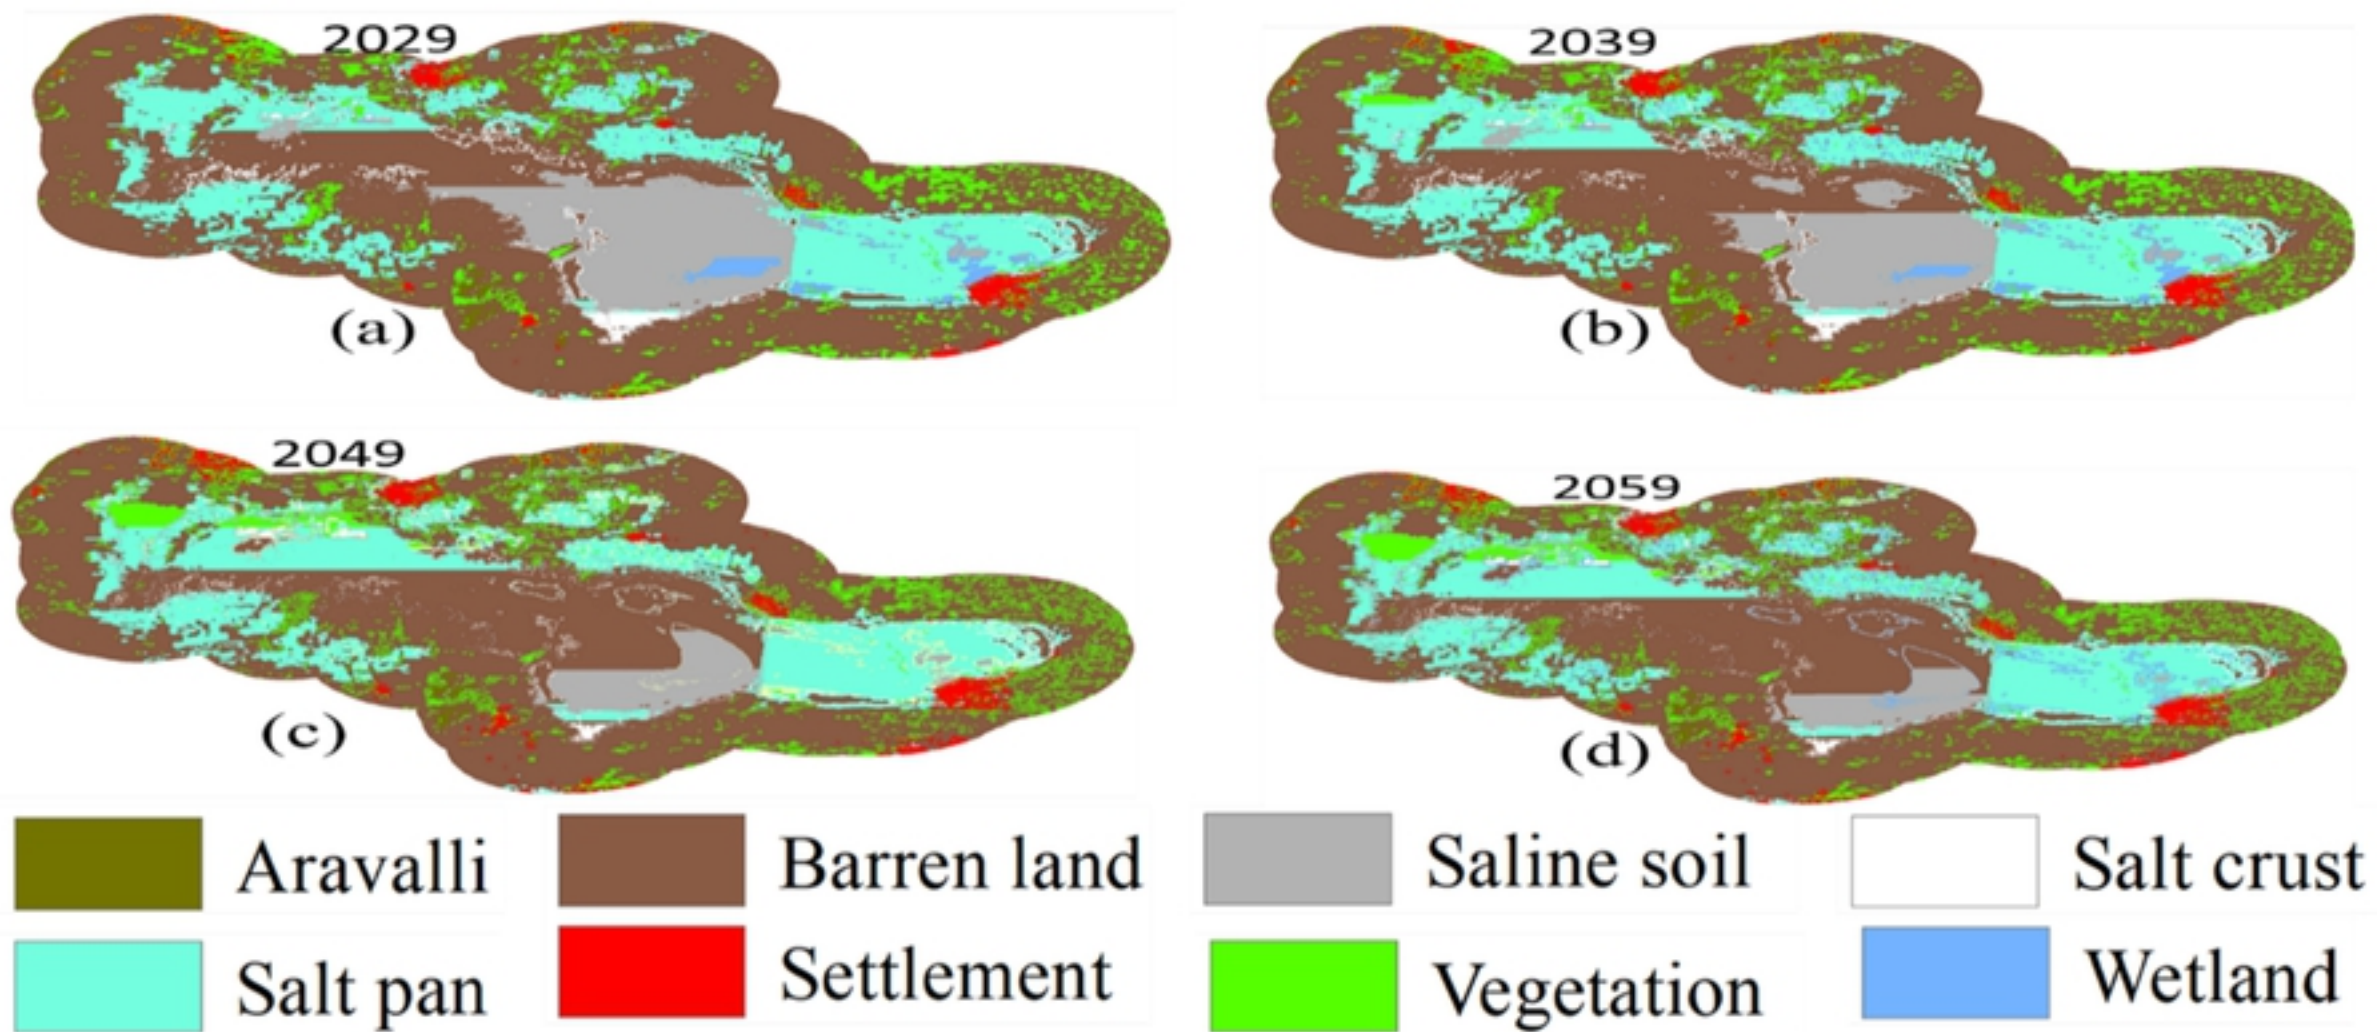 2029
2039
(a)
(b)
2049
2059
(c)
(d)
Aravalli
Barren land
Saline soil
Salt crust
Salt pan
Settlement
Vegetation
Wetland